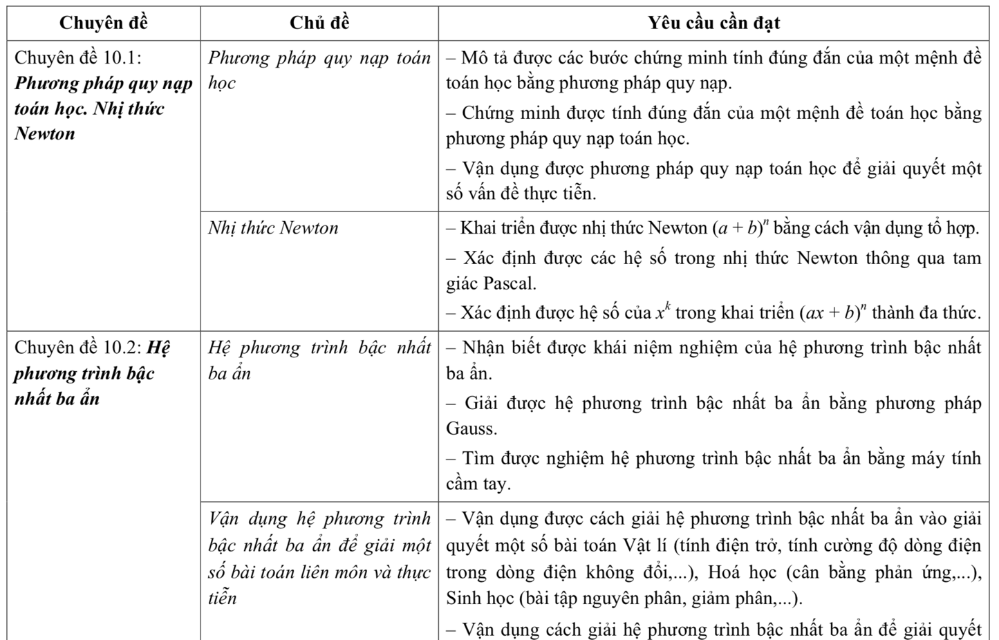 Chuyên đề
Chủ đề
Yêu cầu cần đạt
Chuyên đề 10.1:
Phương pháp quy nạp
toán học. Nhị thức
Newton
Phương pháp quy nạp toán
học
– Mô tả được các bước chứng minh tính đúng đắn của một mệnh đề
toán học bằng phương pháp quy nạp.
– Chứng minh được tính đúng đắn của một mệnh đề toán học bằng
phương pháp quy nạp toán học.
– Vận dụng được phương pháp quy nạp toán học để giải quyết một
số vấn đề thực tiễn.
Nhị thức Newton
– Khai triển được nhị thức Newton (a + b)ⁿ bằng cách vận dụng tổ hợp.
– Xác định được các hệ số trong nhị thức Newton thông qua tam
giác Pascal.
– Xác định được hệ số của xᵏ trong khai triển (ax + b)ⁿ thành đa thức.
Chuyên đề 10.2: Hệ
phương trình bậc
nhất ba ẩn
Hệ phương trình bậc nhất
ba ẩn
– Nhận biết được khái niệm nghiệm của hệ phương trình bậc nhất
ba ẩn.
– Giải được hệ phương trình bậc nhất ba ẩn bằng phương pháp
Gauss.
– Tìm được nghiệm hệ phương trình bậc nhất ba ẩn bằng máy tính
cầm tay.
Vận dụng hệ phương trình
bậc nhất ba ẩn để giải một
số bài toán liên môn và thực
tiễn
– Vận dụng được cách giải hệ phương trình bậc nhất ba ẩn vào giải
quyết một số bài toán Vật lí (tính điện trở, tính cường độ dòng điện
trong dòng điện không đổi,...), Hoá học (cân bằng phản ứng,...),
Sinh học (bài tập nguyên phân, giảm phân,...).
– Vận dụng cách giải hệ phương trình bậc nhất ba ẩn để giải quyết